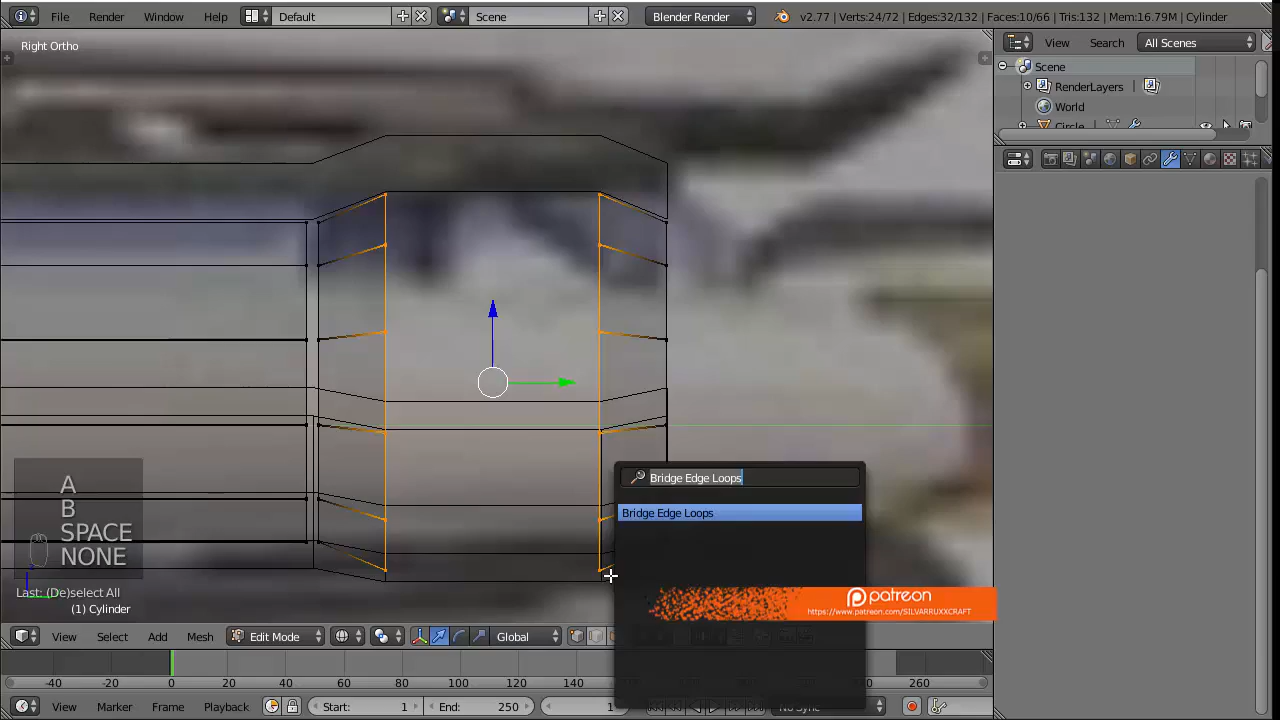 File Render Window Help Default Scene Blender Render v2.77 | Verts:24/72 | Edges:32/132 | Faces:10/66 | Tris:132 | Mem:16.79M | Cylinder
Right Ortho
View Search All Scenes
Scene
RenderLayers
World
Circle
Bridge Edge Loops
Bridge Edge Loops
A
B
SPACE
NONE
Last: (De)select All
(1) Cylinder
patreon
https://www.patreon.com/SILVARRUXXCRAFT
View Select Add Mesh Edit Mode Global
-40 -20 0 20 40 60 80 100 120 140 260
View Marker Frame Playback Start: 1 End: 250 1 No Sync